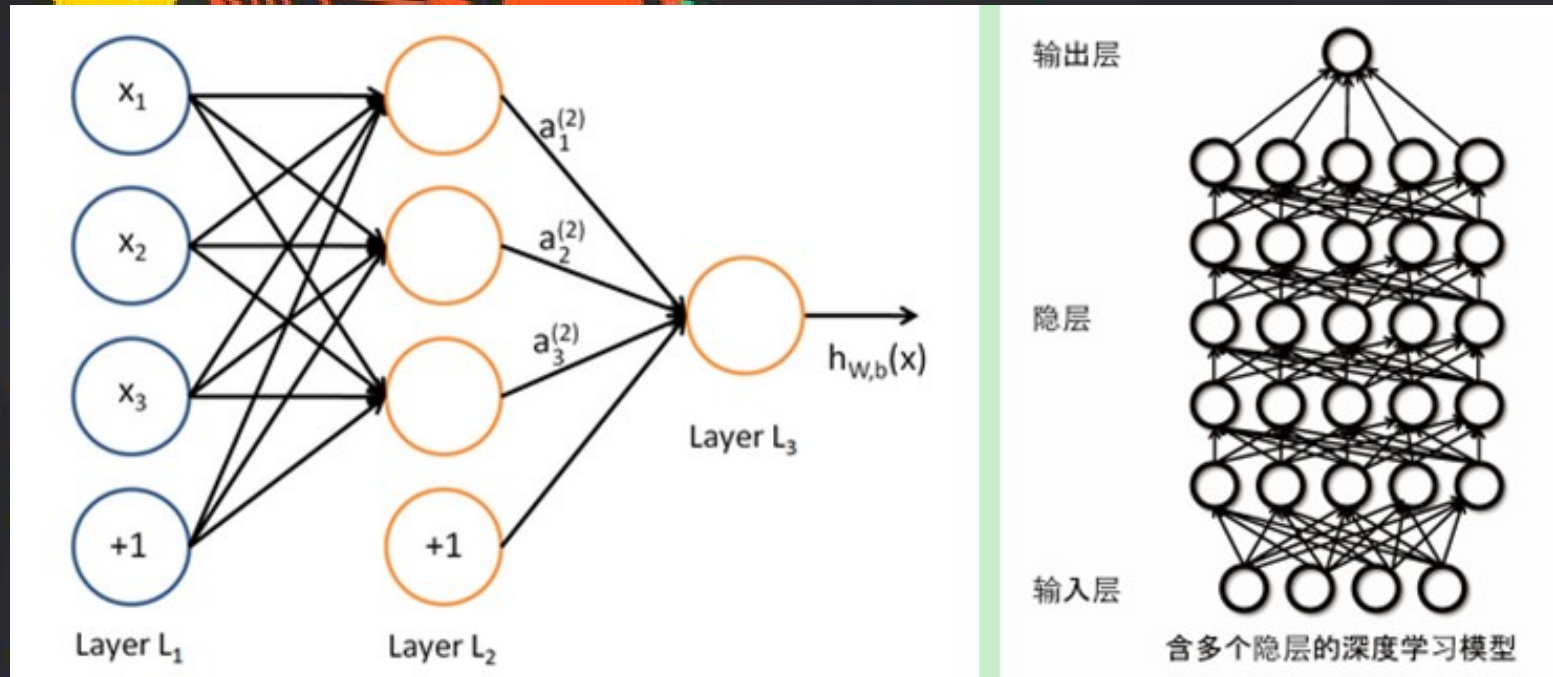 x₁
x₂
x₃
+1
Layer L₁
+1
Layer L₂
a₁⁽²⁾
a₂⁽²⁾
a₃⁽²⁾
h_W,b(x)
Layer L₃
输出层
隐层
输入层
含多个隐层的深度学习模型